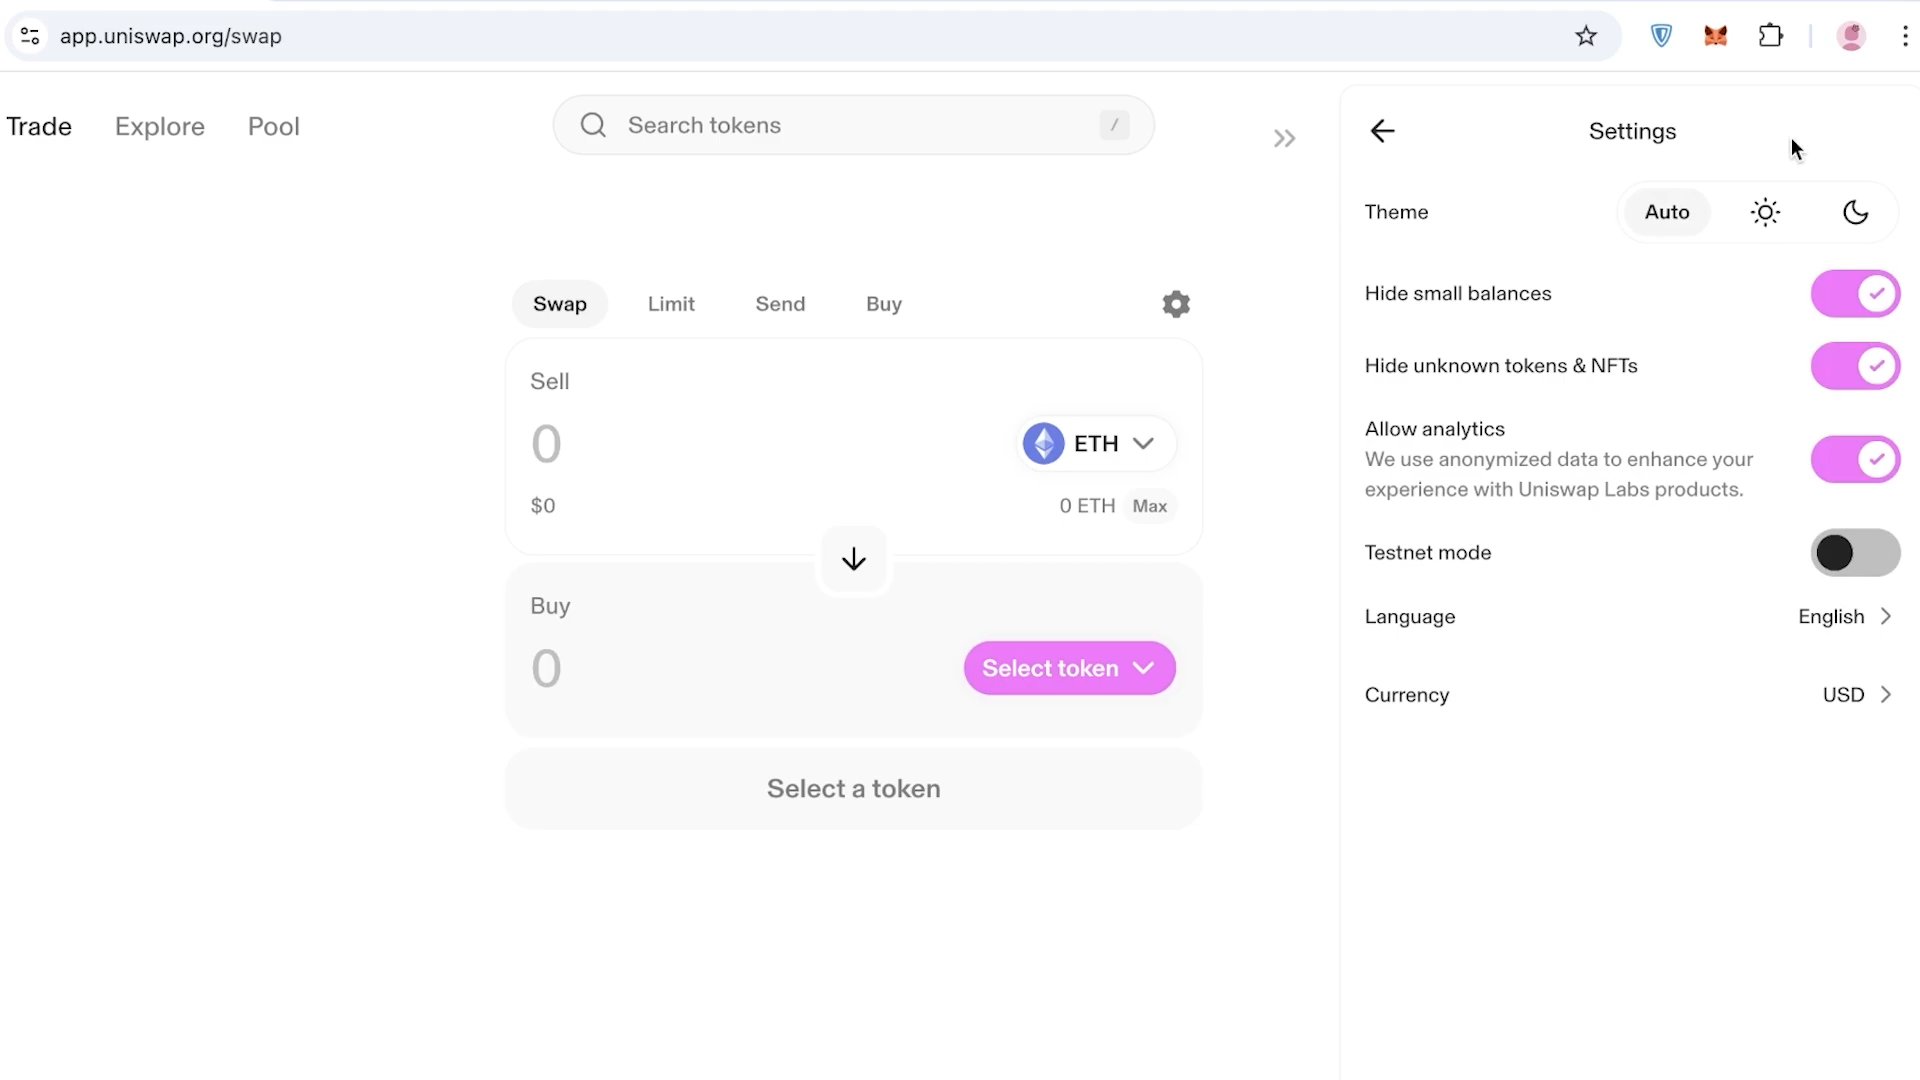 app.uniswap.org/swap
Trade Explore Pool
Search tokens /
Swap Limit Send Buy
Sell
0
ETH
$0
0 ETH Max
Buy
0
Select token
Select a token
Settings
Theme
Auto
Hide small balances
Hide unknown tokens & NFTs
Allow analytics
We use anonymized data to enhance your
experience with Uniswap Labs products.
Testnet mode
Language English
Currency USD